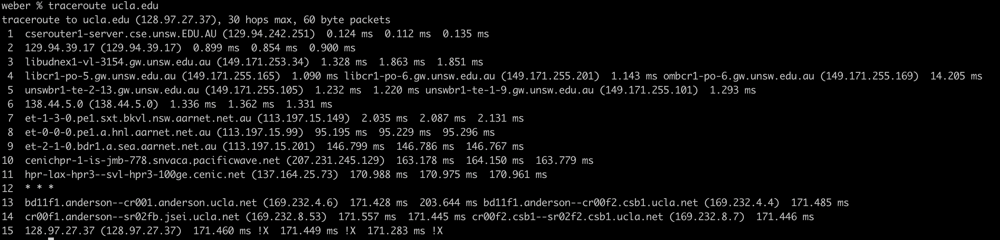 weber % traceroute ucla.edu
traceroute to ucla.edu (128.97.27.37), 30 hops max, 60 byte packets
 1  cserouter1-server.cse.unsw.EDU.AU (129.94.242.251)  0.124 ms  0.112 ms  0.135 ms
 2  129.94.39.17 (129.94.39.17)  0.899 ms  0.854 ms  0.900 ms
 3  libudnex1-vl-3154.gw.unsw.edu.au (149.171.253.34)  1.328 ms  1.863 ms  1.851 ms
 4  libcr1-po-5.gw.unsw.edu.au (149.171.255.165)  1.090 ms libcr1-po-6.gw.unsw.edu.au (149.171.255.201)  1.143 ms ombcr1-po-6.gw.unsw.edu.au (149.171.255.169)  14.205 ms
 5  unswbr1-te-2-13.gw.unsw.edu.au (149.171.255.105)  1.232 ms  1.220 ms unswbr1-te-1-9.gw.unsw.edu.au (149.171.255.101)  1.293 ms
 6  138.44.5.0 (138.44.5.0)  1.336 ms  1.362 ms  1.331 ms
 7  et-1-3-0.pe1.sxt.bkvl.nsw.aarnet.net.au (113.197.15.149)  2.035 ms  2.087 ms  2.131 ms
 8  et-0-0-0.pe1.a.hnl.aarnet.net.au (113.197.15.99)  95.195 ms  95.229 ms  95.296 ms
 9  et-2-1-0.bdr1.a.sea.aarnet.net.au (113.197.15.201)  146.799 ms  146.786 ms  146.767 ms
10  cenichpr-1-is-jmb-778.snvaca.pacificwave.net (207.231.245.129)  163.178 ms  164.150 ms  163.779 ms
11  hpr-lax-hpr3--svl-hpr3-100ge.cenic.net (137.164.25.73)  170.988 ms  170.975 ms  170.961 ms
12  * * *
13  bd11f1.anderson--cr001.anderson.ucla.net (169.232.4.6)  171.428 ms  203.644 ms bd11f1.anderson--cr00f2.csb1.ucla.net (169.232.4.4)  171.485 ms
14  cr00f1.anderson--sr02fb.jsei.ucla.net (169.232.8.53)  171.557 ms  171.445 ms cr00f2.csb1--sr02f2.csb1.ucla.net (169.232.8.7)  171.446 ms
15  128.97.27.37 (128.97.27.37)  171.460 ms !X  171.449 ms !X  171.283 ms !X